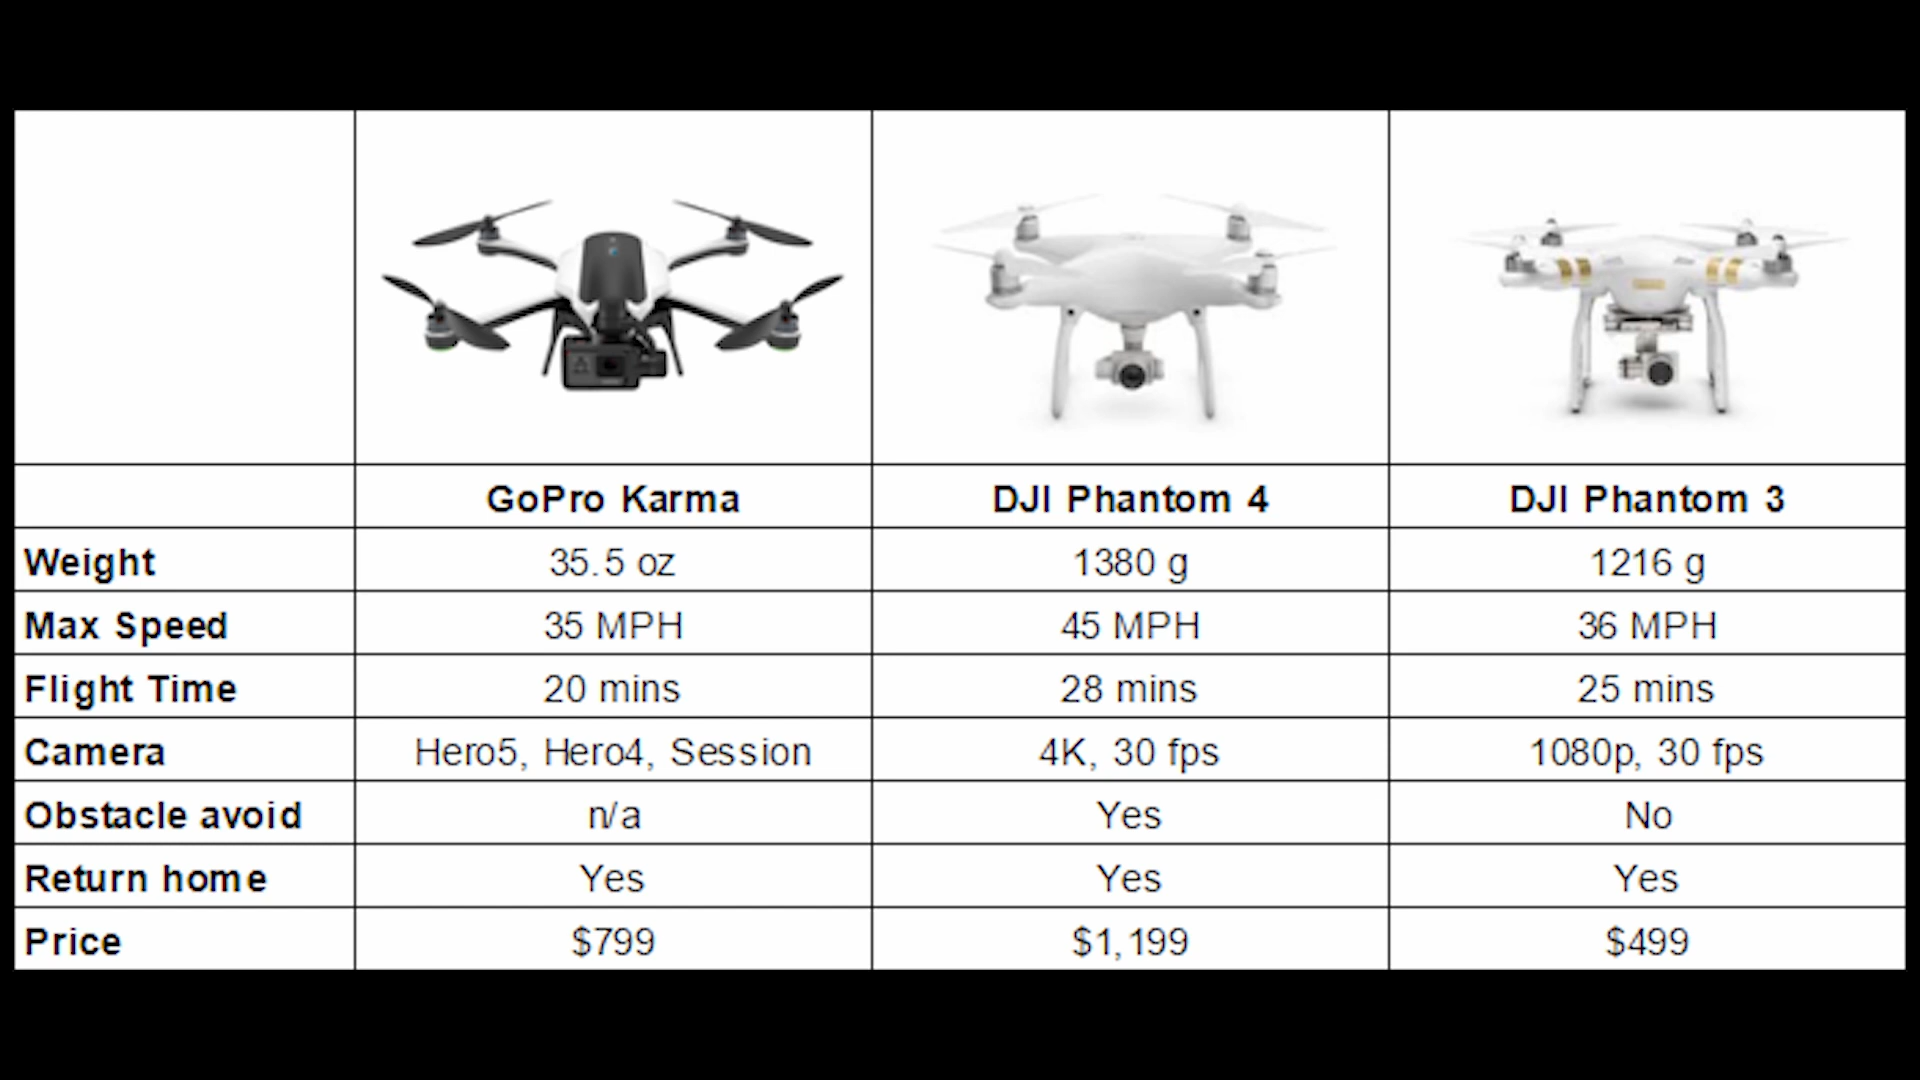 GoPro Karma DJI Phantom 4 DJI Phantom 3
Weight 35.5 oz 1380 g 1216 g
Max Speed 35 MPH 45 MPH 36 MPH
Flight Time 20 mins 28 mins 25 mins
Camera Hero5, Hero4, Session 4K, 30 fps 1080p, 30 fps
Obstacle avoid n/a Yes No
Return home Yes Yes Yes
Price $799 $1,199 $499